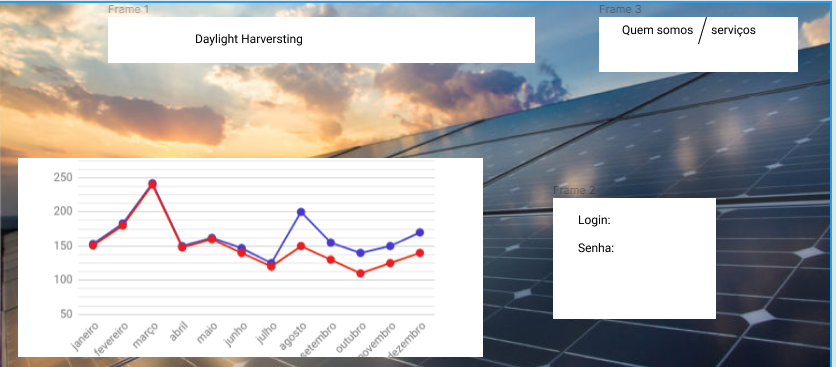 Frame 1
Frame 3
Daylight Harversting
Quem somos / serviços
Frame 2
Login:
Senha:
250
200
150
100
50
janeiro
fevereiro
março
abril
maio
junho
julho
agosto
setembro
outubro
novembro
dezembro